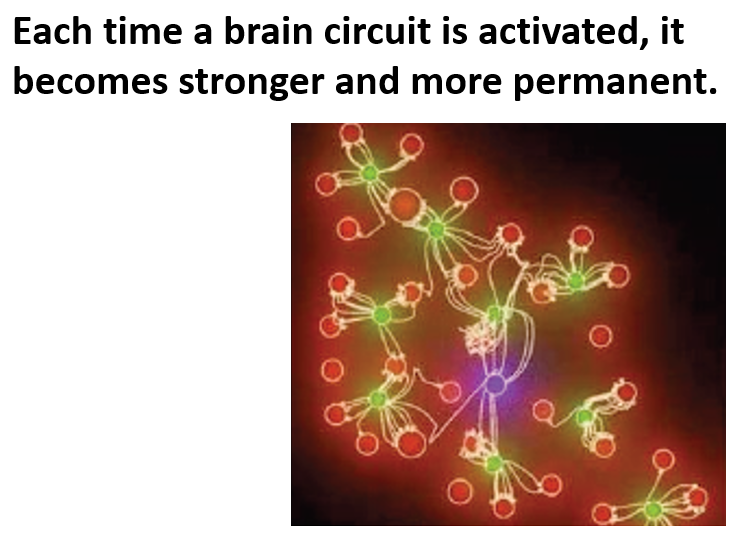 Each time a brain circuit is activated, it
becomes stronger and more permanent.